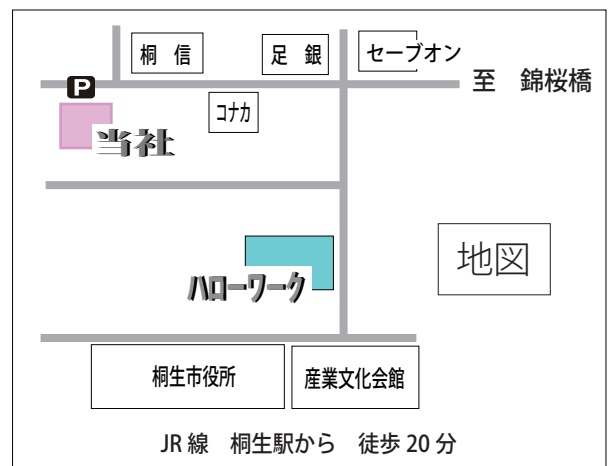 桐 信
足 銀
セーブオン
至 錦桜橋
P
コナカ
当社
地図
ハローワーク
桐生市役所
産業文化会館
JR 線 桐生駅から 徒歩 20 分